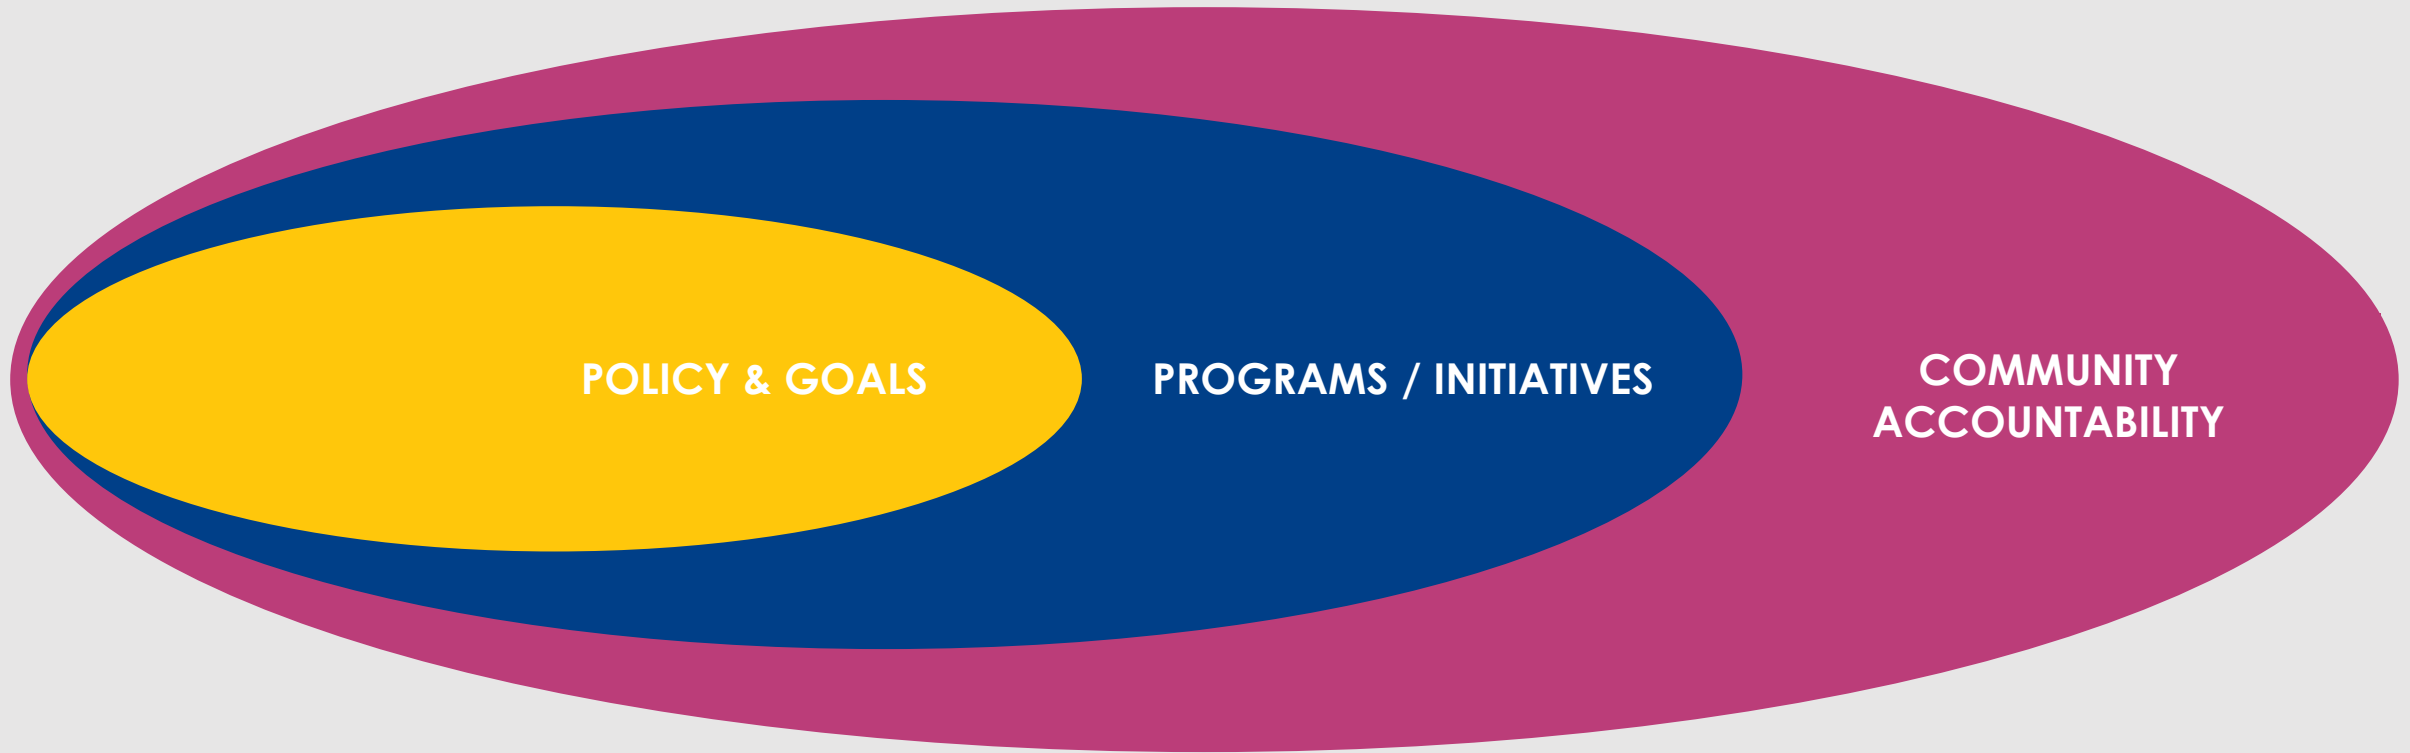 POLICY & GOALS
PROGRAMS / INITIATIVES
COMMUNITY
ACCOUNTABILITY